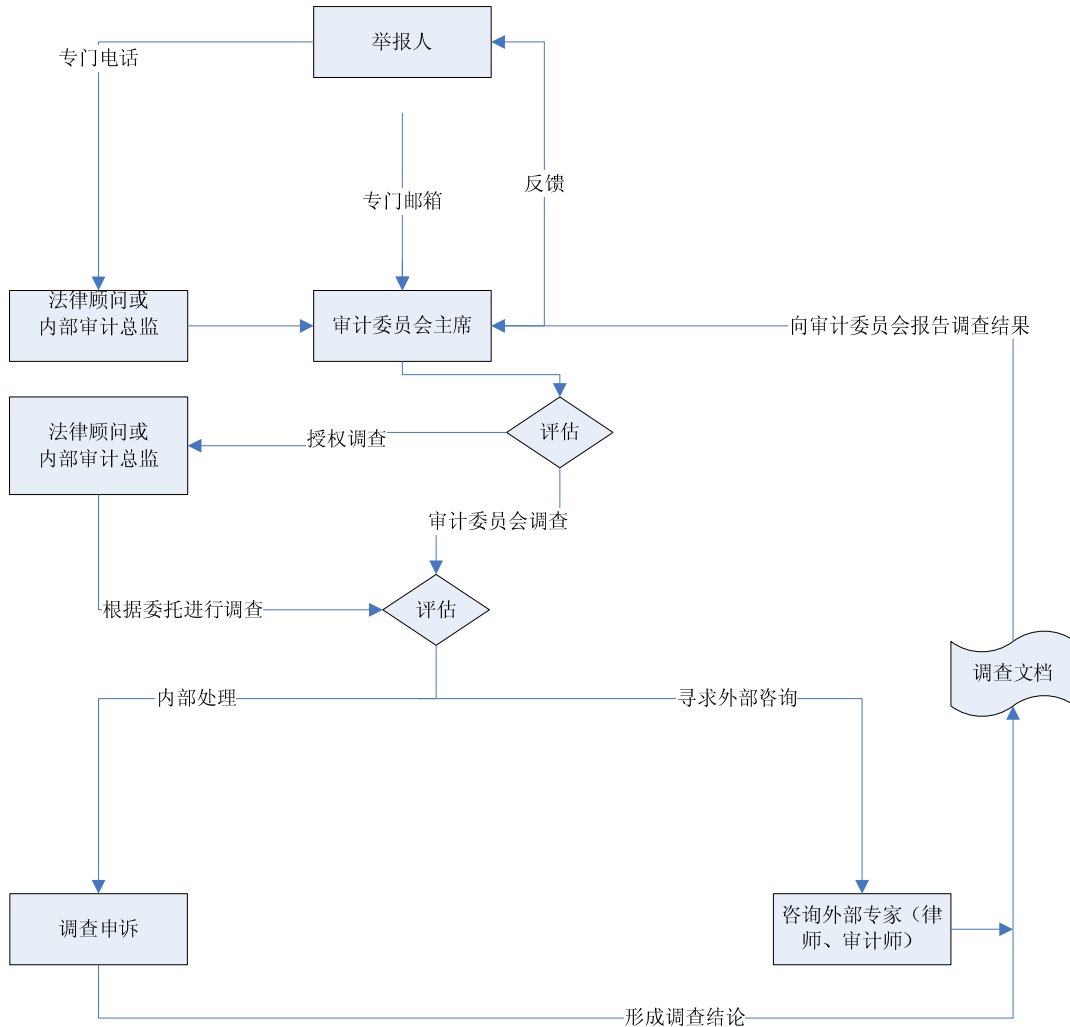 举报人
专门电话
反馈
专门邮箱
法律顾问或
内部审计总监
审计委员会主席
向审计委员会报告调查结果
法律顾问或
内部审计总监
授权调查
评估
审计委员会调查
根据委托进行调查
评估
调查文档
内部处理
寻求外部咨询
调查申诉
咨询外部专家（律
师、审计师）
形成调查结论